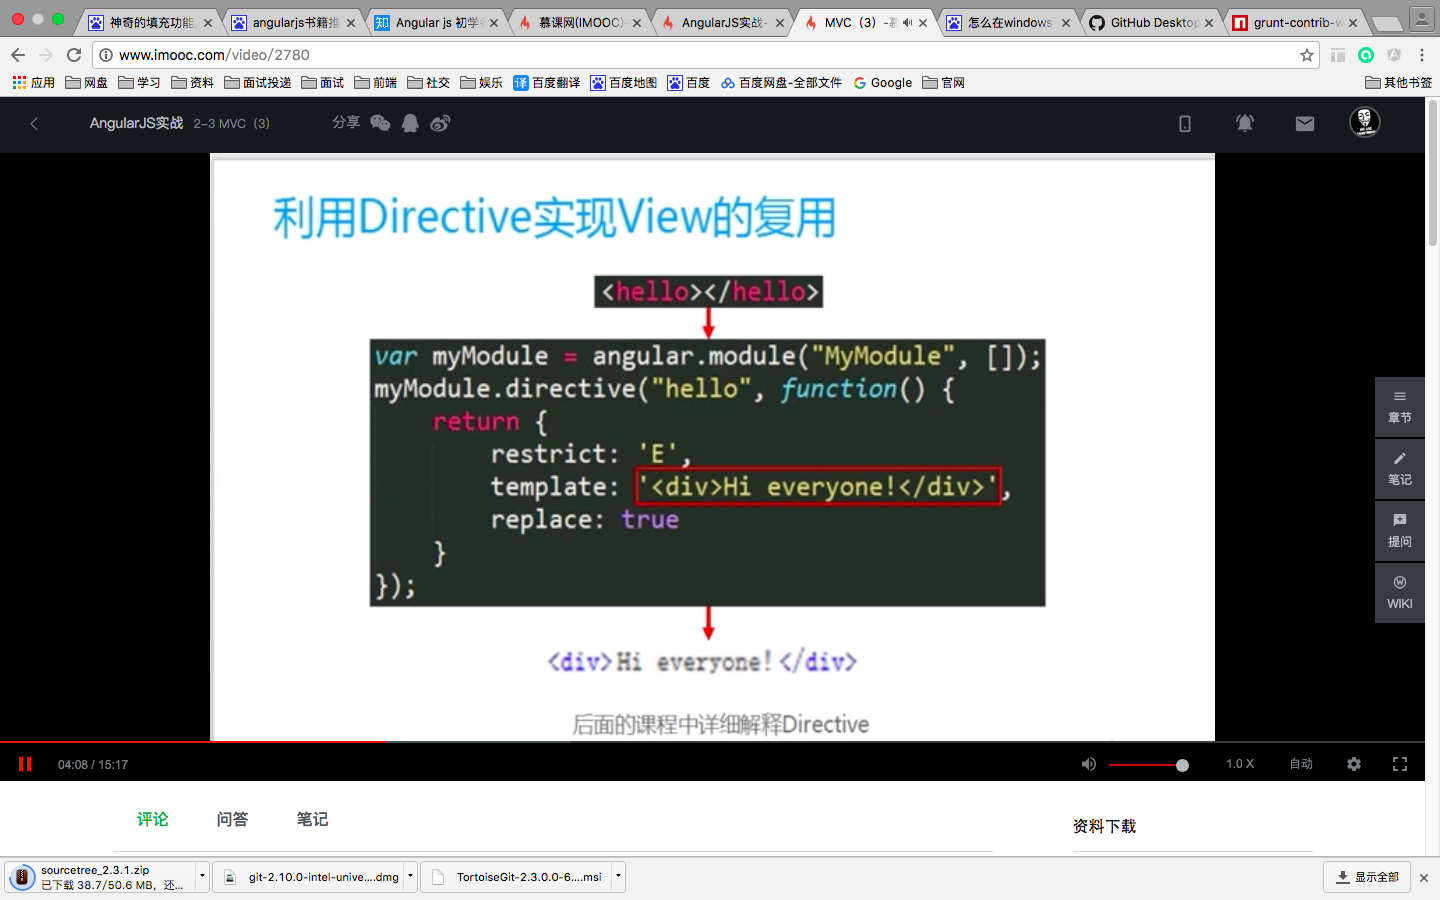 神奇的填充功能
angularjs书籍推
知 Angular js 初学
慕课网(IMOOC)-
AngularJS实战-
MVC（3）-慕
怎么在windows
GitHub Desktop
grunt-contrib-w
www.imooc.com/video/2780
应用 网盘 学习 资料 面试投递 面试 前端 社交 娱乐 译 百度翻译 百度地图 百度 百度网盘-全部文件 Google 官网 其他书签
AngularJS实战 2-3 MVC（3） 分享
利用Directive实现View的复用
<hello></hello>
var myModule = angular.module("MyModule", []);
myModule.directive("hello", function() {
return {
restrict: 'E',
template: '<div>Hi everyone!</div>',
replace: true
}
});
<div>Hi everyone!</div>
后面的课程中详细解释Directive
章节
笔记
提问
WIKI
04:08 / 15:17 1.0 X 自动
评论 问答 笔记
资料下载
sourcetree_2.3.1.zip
已下载 38.7/50.6 MB，还...
git-2.10.0-intel-unive....dmg
TortoiseGit-2.3.0.0-6....msi
显示全部